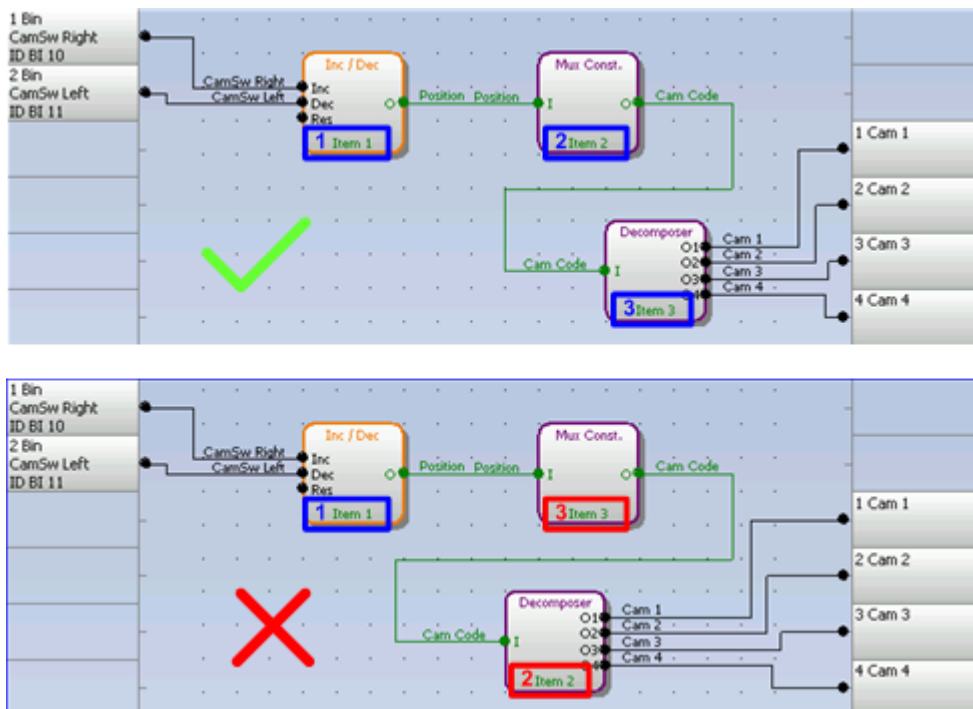 1 Bin
CamSw Right
ID BI 10
2 Bin
CamSw Left
ID BI 11
Inc / Dec
CamSw Right
CamSw Left
Inc
Dec
Res
O
Position
1 Item 1
Position
Mux Const.
I
O
Cam Code
2 Item 2
Cam Code
Decomposer
I
O1
O2
O3
O4
Cam 1
Cam 2
Cam 3
Cam 4
3 Item 3
1 Cam 1
2 Cam 2
3 Cam 3
4 Cam 4
1 Bin
CamSw Right
ID BI 10
2 Bin
CamSw Left
ID BI 11
Inc / Dec
CamSw Right
CamSw Left
Inc
Dec
Res
O
Position
1 Item 1
Position
Mux Const.
I
O
Cam Code
3 Item 3
Cam Code
Decomposer
I
O1
O2
O3
O4
Cam 1
Cam 2
Cam 3
Cam 4
2 Item 2
1 Cam 1
2 Cam 2
3 Cam 3
4 Cam 4